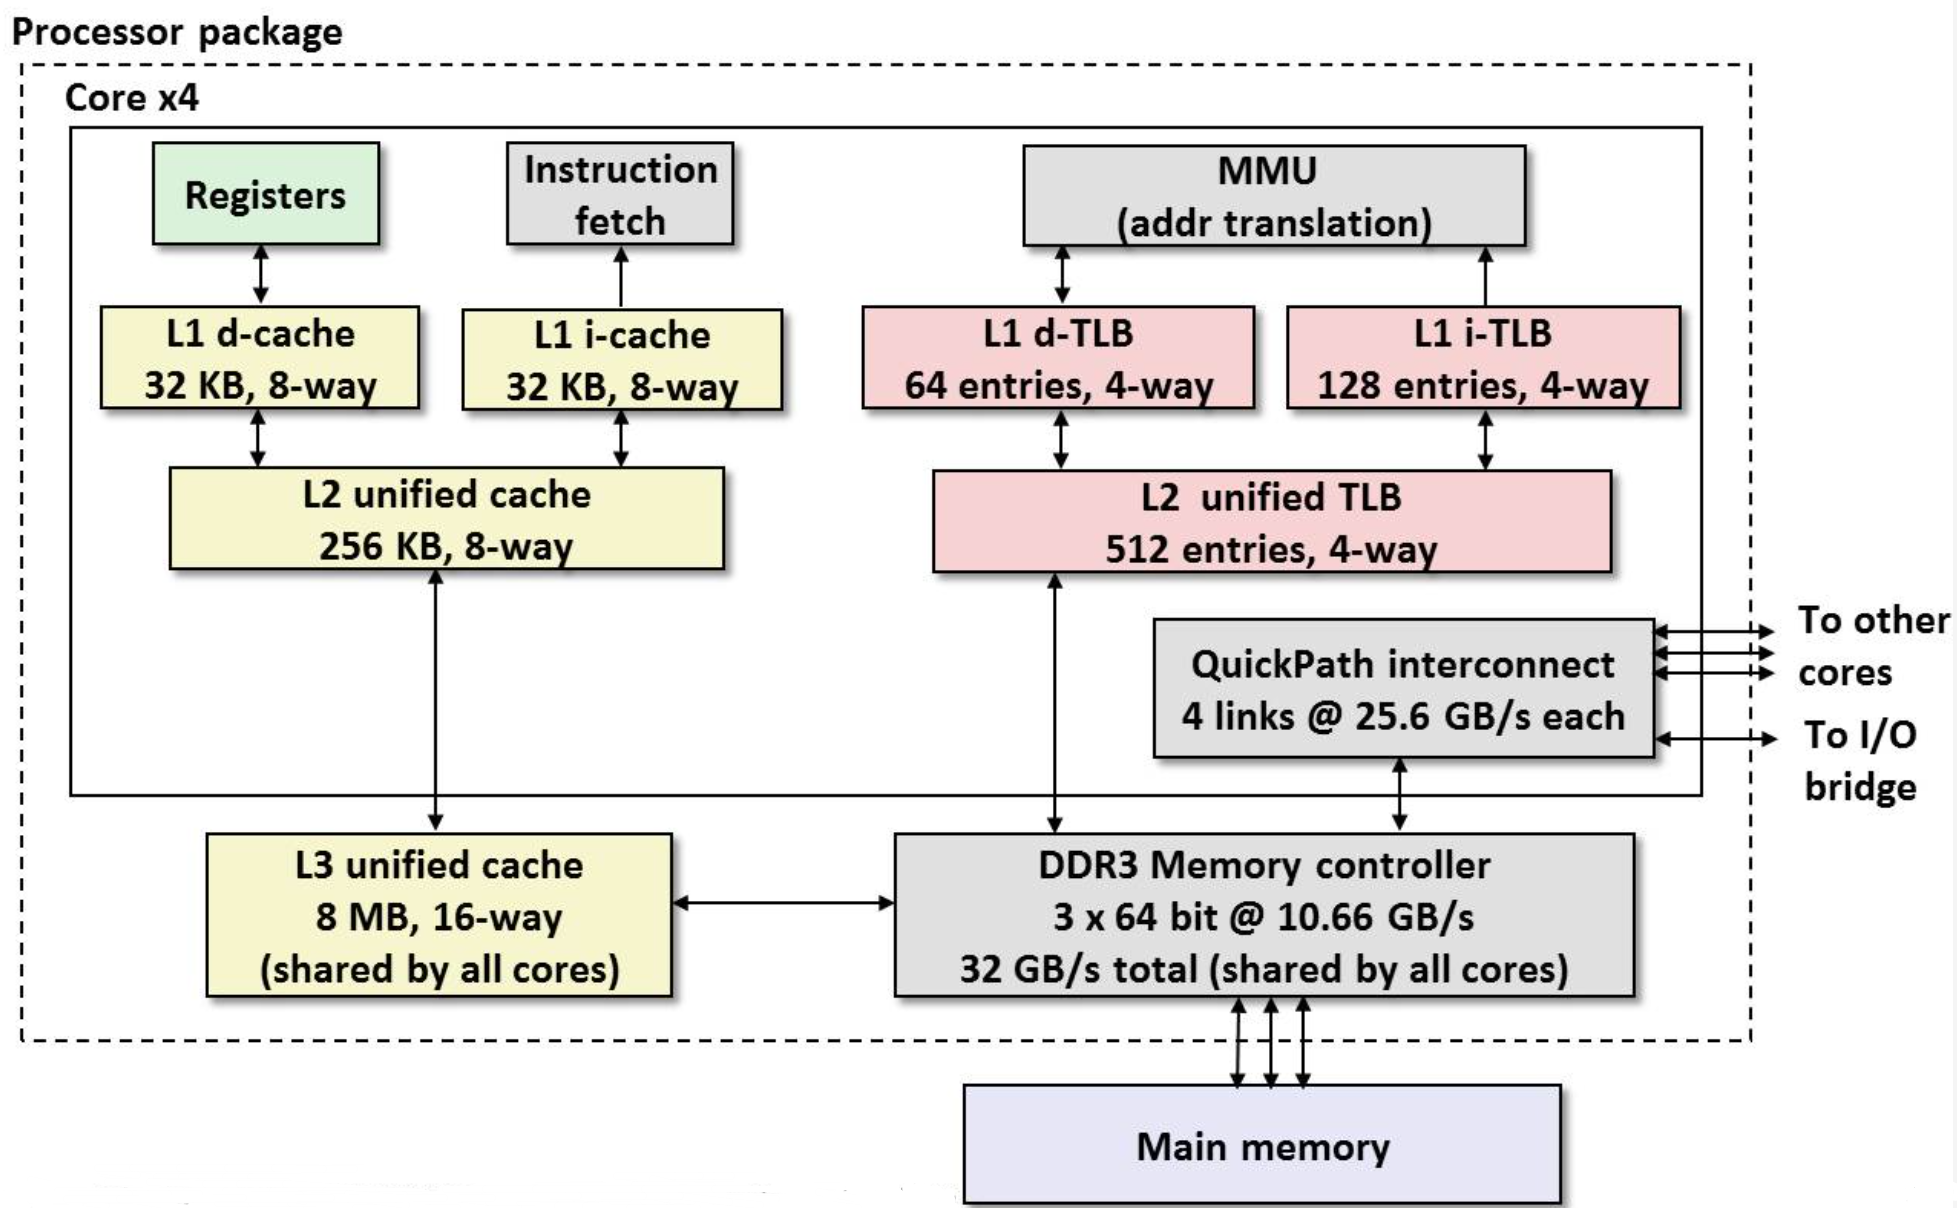 Processor package
Core x4
Registers
Instruction
fetch
MMU
(addr translation)
L1 d-cache
32 KB, 8-way
L1 i-cache
32 KB, 8-way
L1 d-TLB
64 entries, 4-way
L1 i-TLB
128 entries, 4-way
L2 unified cache
256 KB, 8-way
L2 unified TLB
512 entries, 4-way
QuickPath interconnect
4 links @ 25.6 GB/s each
To other
cores
To I/O
bridge
L3 unified cache
8 MB, 16-way
(shared by all cores)
DDR3 Memory controller
3 x 64 bit @ 10.66 GB/s
32 GB/s total (shared by all cores)
Main memory